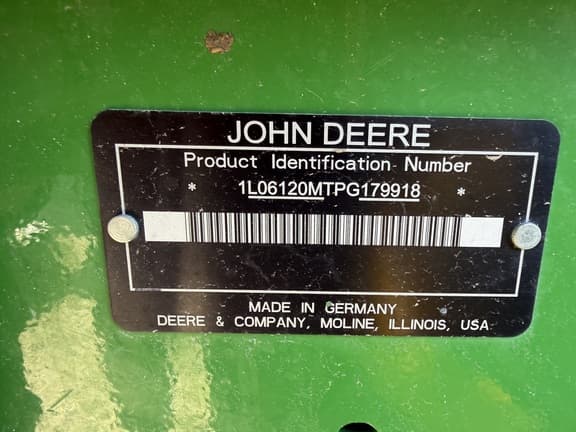 JOHN DEERE
Product Identification Number
* 1L06120MTPG179918 *
MADE IN GERMANY
DEERE & COMPANY, MOLINE, ILLINOIS, USA